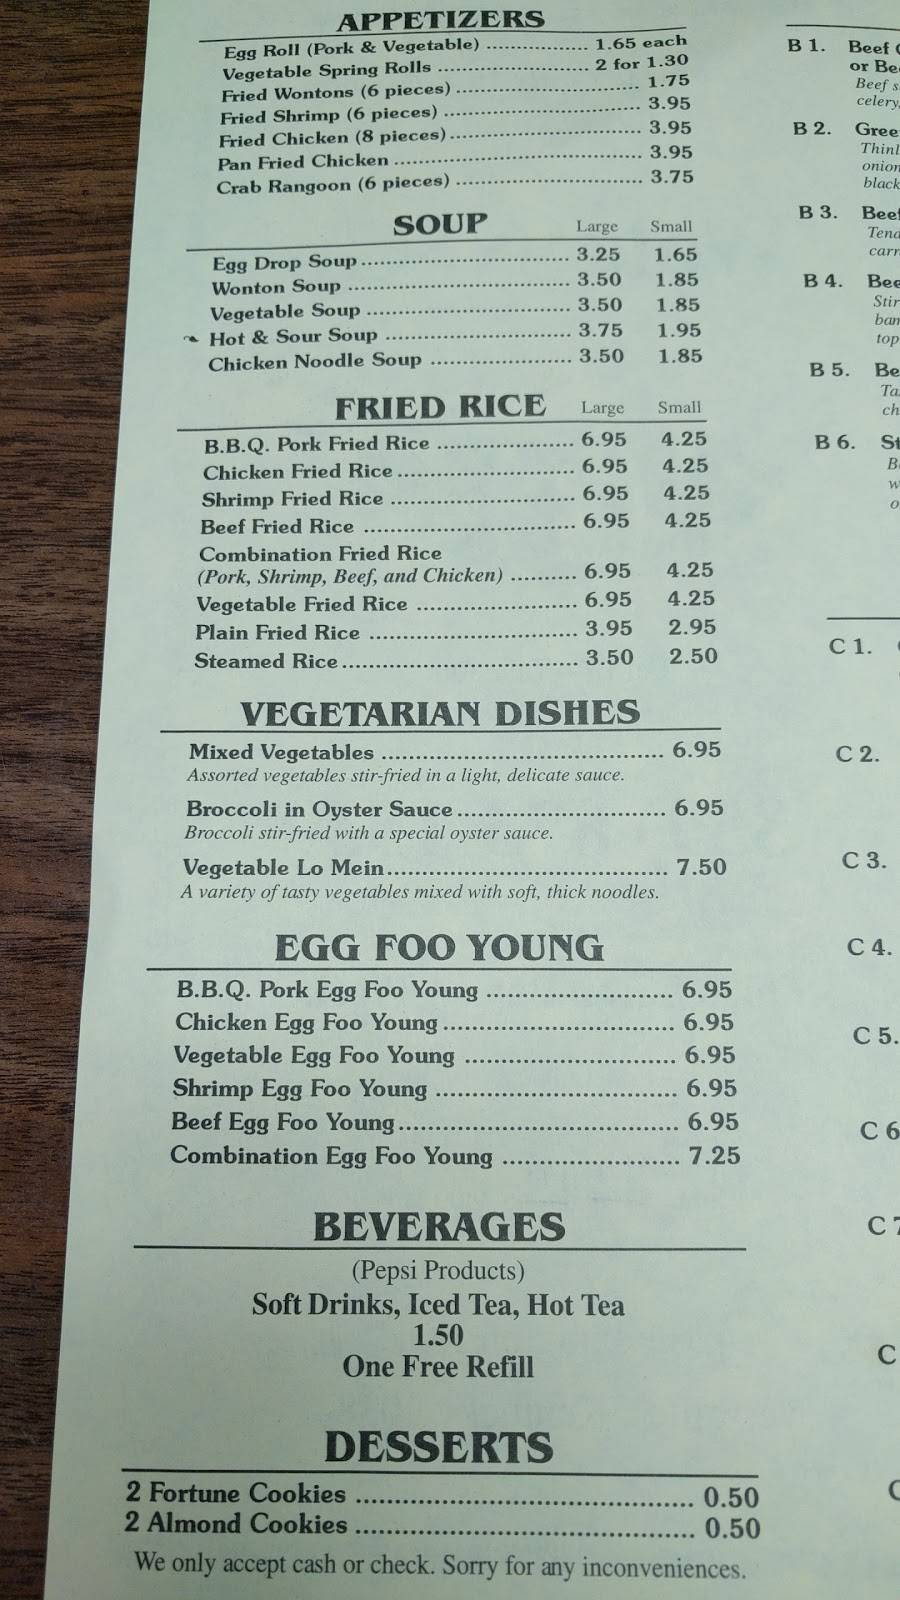 APPETIZERS
Egg Roll (Pork & Vegetable) ................ 1.65 each
Vegetable Spring Rolls ....................... 2 for 1.30
Fried Wontons (6 pieces) ............................ 1.75
Fried Shrimp (6 pieces) .............................. 3.95
Fried Chicken (8 pieces) ............................. 3.95
Pan Fried Chicken ...................................... 3.95
Crab Rangoon (6 pieces) ............................ 3.75
SOUP Large Small
Egg Drop Soup .................................. 3.25 1.65
Wonton Soup .................................... 3.50 1.85
Vegetable Soup ................................. 3.50 1.85
Hot & Sour Soup .............................. 3.75 1.95
Chicken Noodle Soup ....................... 3.50 1.85
FRIED RICE Large Small
B.B.Q. Pork Fried Rice ...................... 6.95 4.25
Chicken Fried Rice ............................ 6.95 4.25
Shrimp Fried Rice ............................. 6.95 4.25
Beef Fried Rice ................................. 6.95 4.25
Combination Fried Rice
(Pork, Shrimp, Beef, and Chicken) .......... 6.95 4.25
Vegetable Fried Rice ........................ 6.95 4.25
Plain Fried Rice ............................... 3.95 2.95
Steamed Rice ................................... 3.50 2.50
VEGETARIAN DISHES
Mixed Vegetables ........................................ 6.95
Assorted vegetables stir-fried in a light, delicate sauce.
Broccoli in Oyster Sauce .............................. 6.95
Broccoli stir-fried with a special oyster sauce.
Vegetable Lo Mein ........................................ 7.50
A variety of tasty vegetables mixed with soft, thick noodles.
EGG FOO YOUNG
B.B.Q. Pork Egg Foo Young ......................... 6.95
Chicken Egg Foo Young ............................... 6.95
Vegetable Egg Foo Young ............................ 6.95
Shrimp Egg Foo Young ................................ 6.95
Beef Egg Foo Young ..................................... 6.95
Combination Egg Foo Young ........................ 7.25
BEVERAGES
(Pepsi Products)
Soft Drinks, Iced Tea, Hot Tea
1.50
One Free Refill
DESSERTS
2 Fortune Cookies .......................................... 0.50
2 Almond Cookies .......................................... 0.50
We only accept cash or check. Sorry for any inconveniences.
B 1. Beef
or
Beef
B 2.
B 3. Beef
B 4.
B 5.
B 6.
C 1.
C 2.
C 3.
C 4.
C 5.
C 6
C 7
C